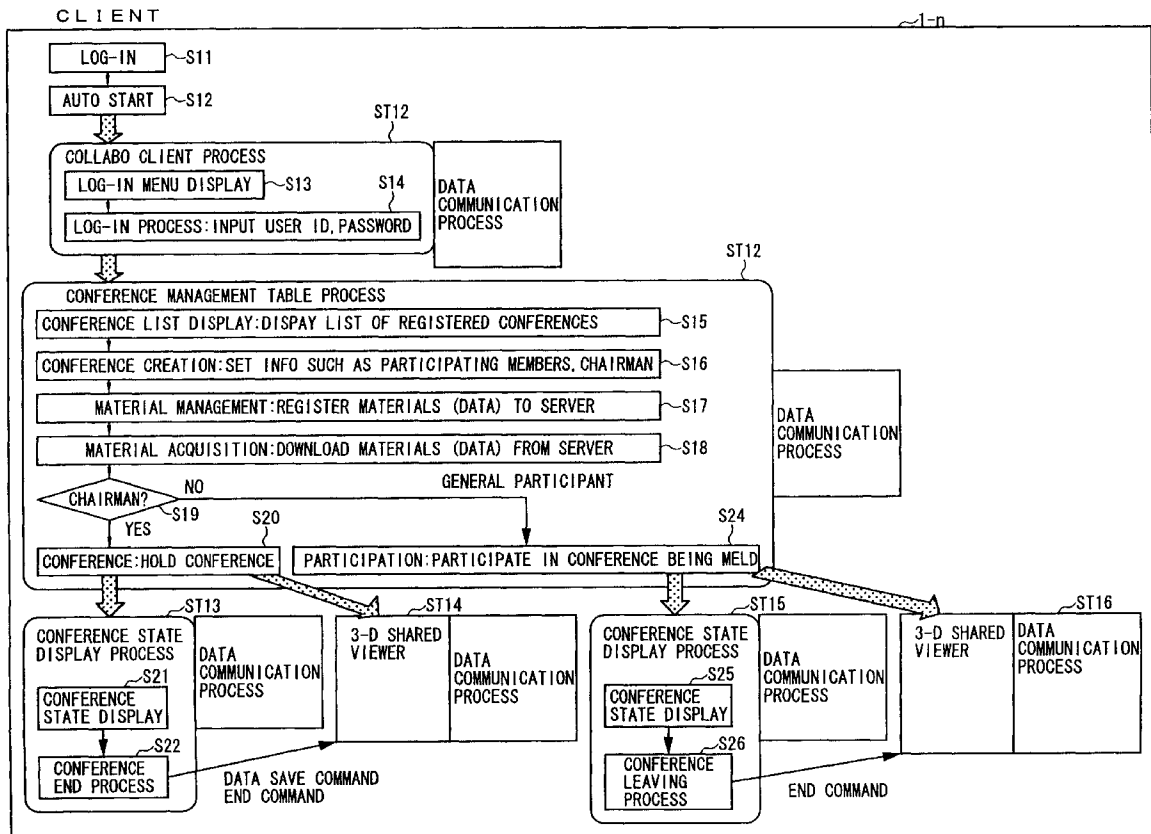 CLIENT
1-n
LOG-IN
S11
AUTO START
S12
ST12
COLLABO CLIENT PROCESS
LOG-IN MENU DISPLAY
S13
S14
LOG-IN PROCESS:INPUT USER ID,PASSWORD
DATA
COMMUNICATION
PROCESS
ST12
CONFERENCE MANAGEMENT TABLE PROCESS
CONFERENCE LIST DISPLAY:DISPAY LIST OF REGISTERED CONFERENCES
S15
CONFERENCE CREATION:SET INFO SUCH AS PARTICIPATING MEMBERS,CHAIRMAN
S16
MATERIAL MANAGEMENT:REGISTER MATERIALS (DATA) TO SERVER
S17
MATERIAL ACQUISITION:DOWNLOAD MATERIALS (DATA) FROM SERVER
S18
DATA
COMMUNICATION
PROCESS
CHAIRMAN?
S19
NO
GENERAL PARTICIPANT
YES
S20
S24
CONFERENCE:HOLD CONFERENCE
PARTICIPATION:PARTICIPATE IN CONFERENCE BEING MELD
ST13
CONFERENCE STATE
DISPLAY PROCESS
S21
CONFERENCE
STATE DISPLAY
S22
CONFERENCE
END PROCESS
DATA
COMMUNICATION
PROCESS
DATA SAVE COMMAND
END COMMAND
ST14
3-D SHARED
VIEWER
DATA
COMMUNICATION
PROCESS
ST15
CONFERENCE STATE
DISPLAY PROCESS
S25
CONFERENCE
STATE DISPLAY
S26
CONFERENCE
LEAVING
PROCESS
DATA
COMMUNICATION
PROCESS
END COMMAND
ST16
3-D SHARED
VIEWER
DATA
COMMUNICATION
PROCESS